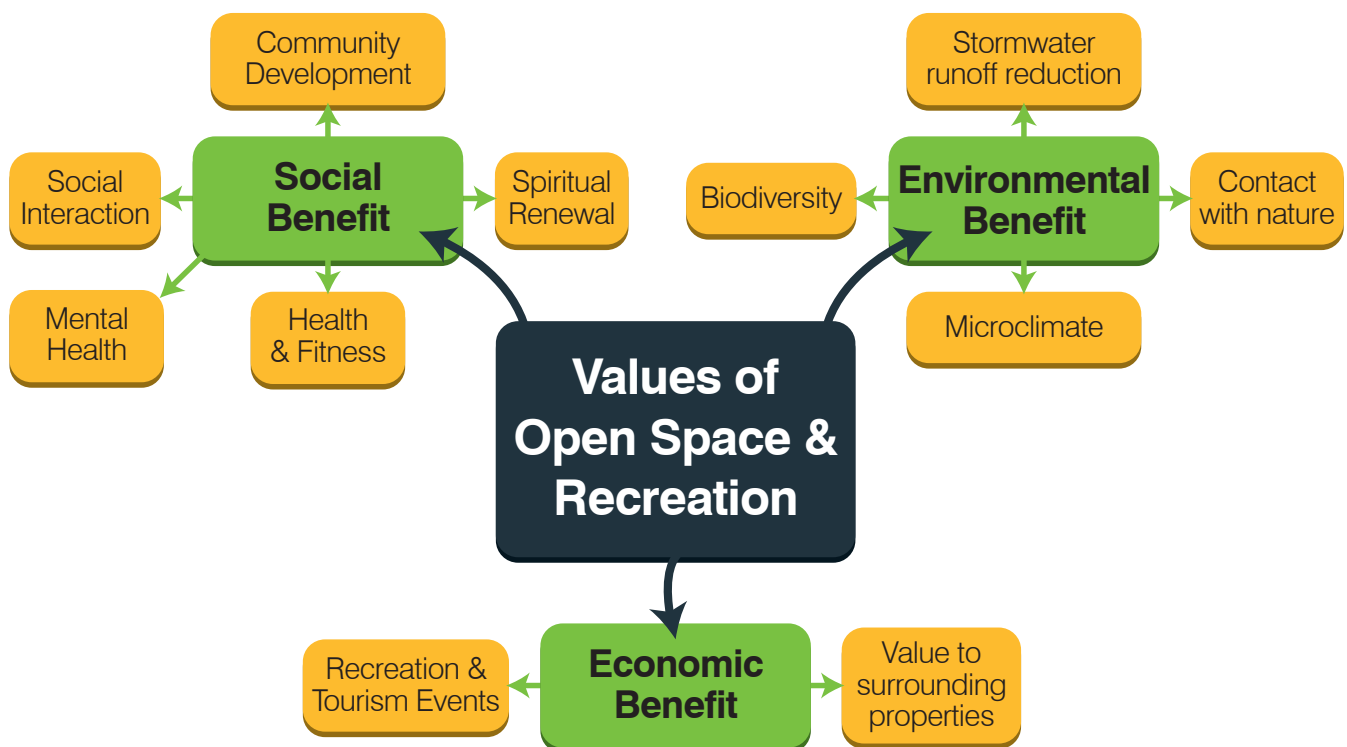 Community
Development
Social
Benefit
Social
Interaction
Spiritual
Renewal
Mental
Health
Health
& Fitness
Stormwater
runoff reduction
Environmental
Benefit
Biodiversity
Contact
with nature
Microclimate
Values of
Open Space &
Recreation
Economic
Benefit
Recreation &
Tourism Events
Value to
surrounding
properties